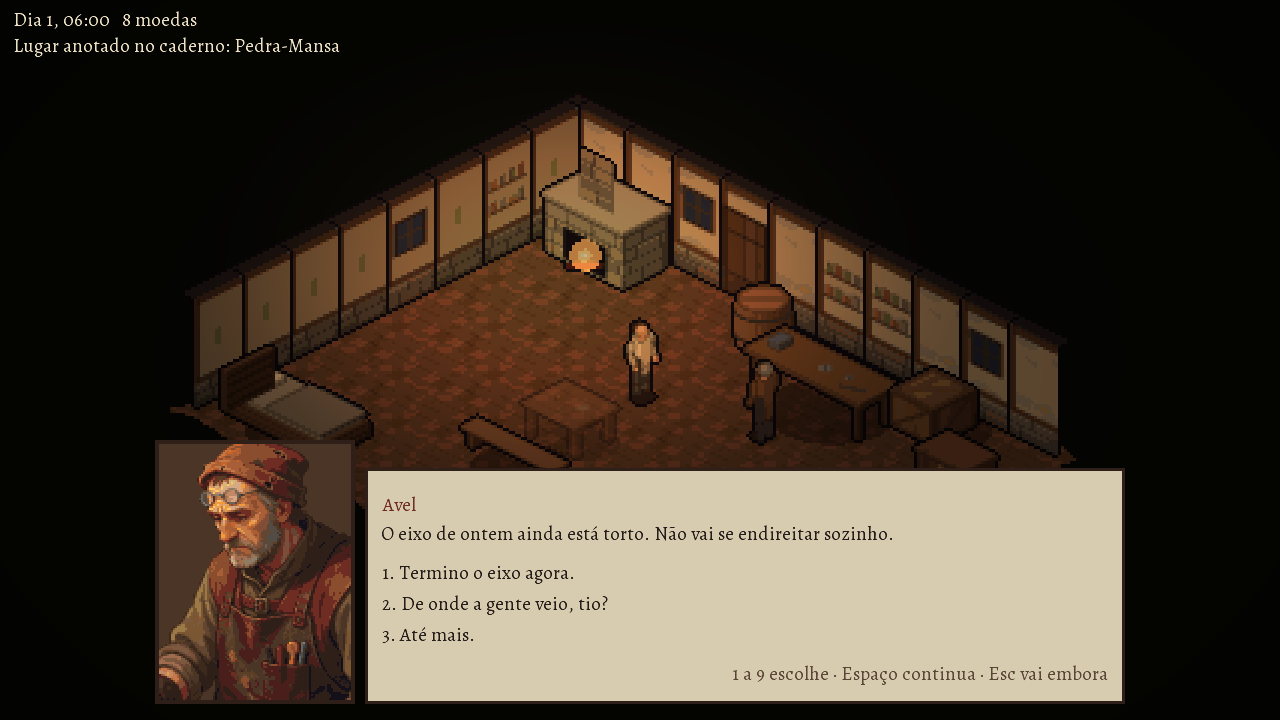 Dia 1, 06:00 8 moedas
Lugar anotado no caderno: Pedra-Mansa
Avel
O eixo de ontem ainda está torto. Não vai se endireitar sozinho.
1. Termino o eixo agora.
2. De onde a gente veio, tio?
3. Até mais.
1 a 9 escolhe · Espaço continua · Esc vai embora